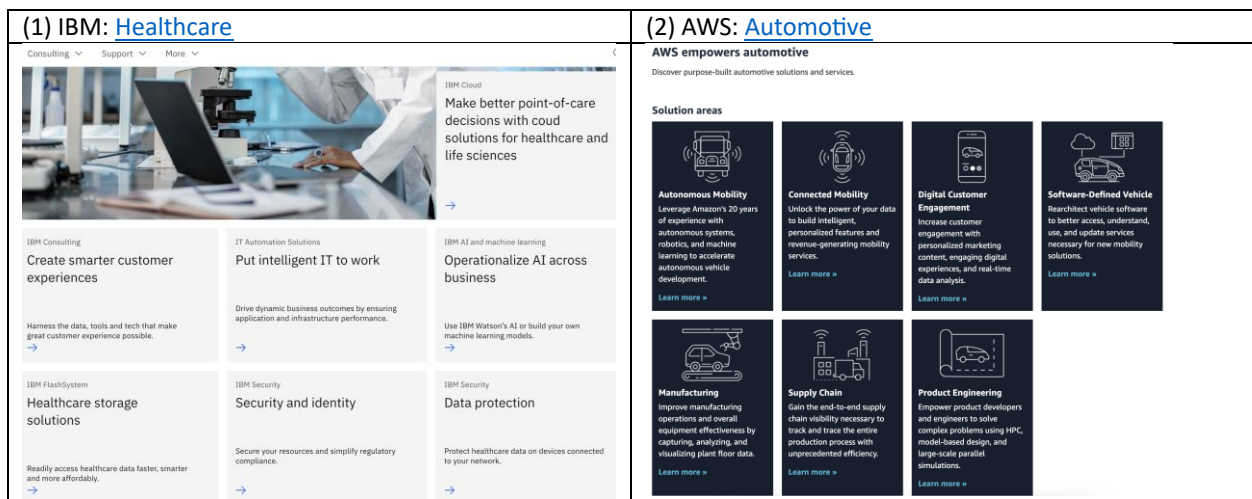 (1) IBM: Healthcare
Consulting Support More
IBM Cloud
Make better point-of-care
decisions with coud
solutions for healthcare and
life sciences
IBM Consulting
Create smarter customer
experiences
Harness the data, tools and tech that make
great customer experience possible.
IT Automation Solutions
Put intelligent IT to work
Drive dynamic business outcomes by ensuring
application and infrastructure performance.
IBM AI and machine learning
Operationalize AI across
business
Use IBM Watson's AI or build your own
machine learning models.
IBM FlashSystem
Healthcare storage
solutions
Readily access healthcare data faster, smarter
and more affordably.
IBM Security
Security and identity
Secure your resources and simplify regulatory
compliance.
IBM Security
Data protection
Protect healthcare data on devices connected
to your network.
(2) AWS: Automotive
AWS empowers automotive
Discover purpose-built automotive solutions and services.
Solution areas
Autonomous Mobility
Leverage Amazon's 20 years
of experience with
autonomous systems,
robotics, and machine
learning to accelerate
autonomous vehicle
development.
Learn more »
Connected Mobility
Unlock the power of your data
to build intelligent,
personalized features and
revenue-generating mobility
services.
Learn more »
Digital Customer
Engagement
Increase customer
engagement with
personalized marketing
content, engaging digital
experiences, and real-time
data analysis.
Learn more »
Software-Defined Vehicle
Rearchitect vehicle software
to better access, understand,
use, and update services
necessary for new mobility
solutions.
Learn more »
Manufacturing
Improve manufacturing
operations and overall
equipment effectiveness by
capturing, analyzing, and
visualizing plant floor data.
Learn more »
Supply Chain
Gain the end-to-end supply
chain visibility necessary to
track and trace the entire
production process with
unprecedented efficiency.
Learn more »
Product Engineering
Empower product developers
and engineers to solve
complex problems using HPC,
model-based design, and
large-scale parallel
simulations.
Learn more »